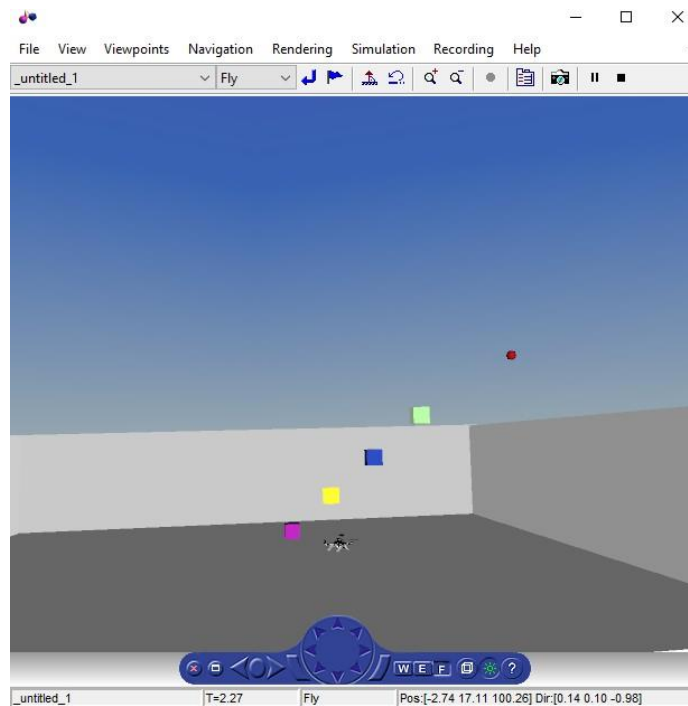 File View Viewpoints Navigation Rendering Simulation Recording Help
_untitled_1 Fly
W E F ?
_untitled_1 T=2.27 Fly Pos:[-2.74 17.11 100.26] Dir:[0.14 0.10 -0.98]